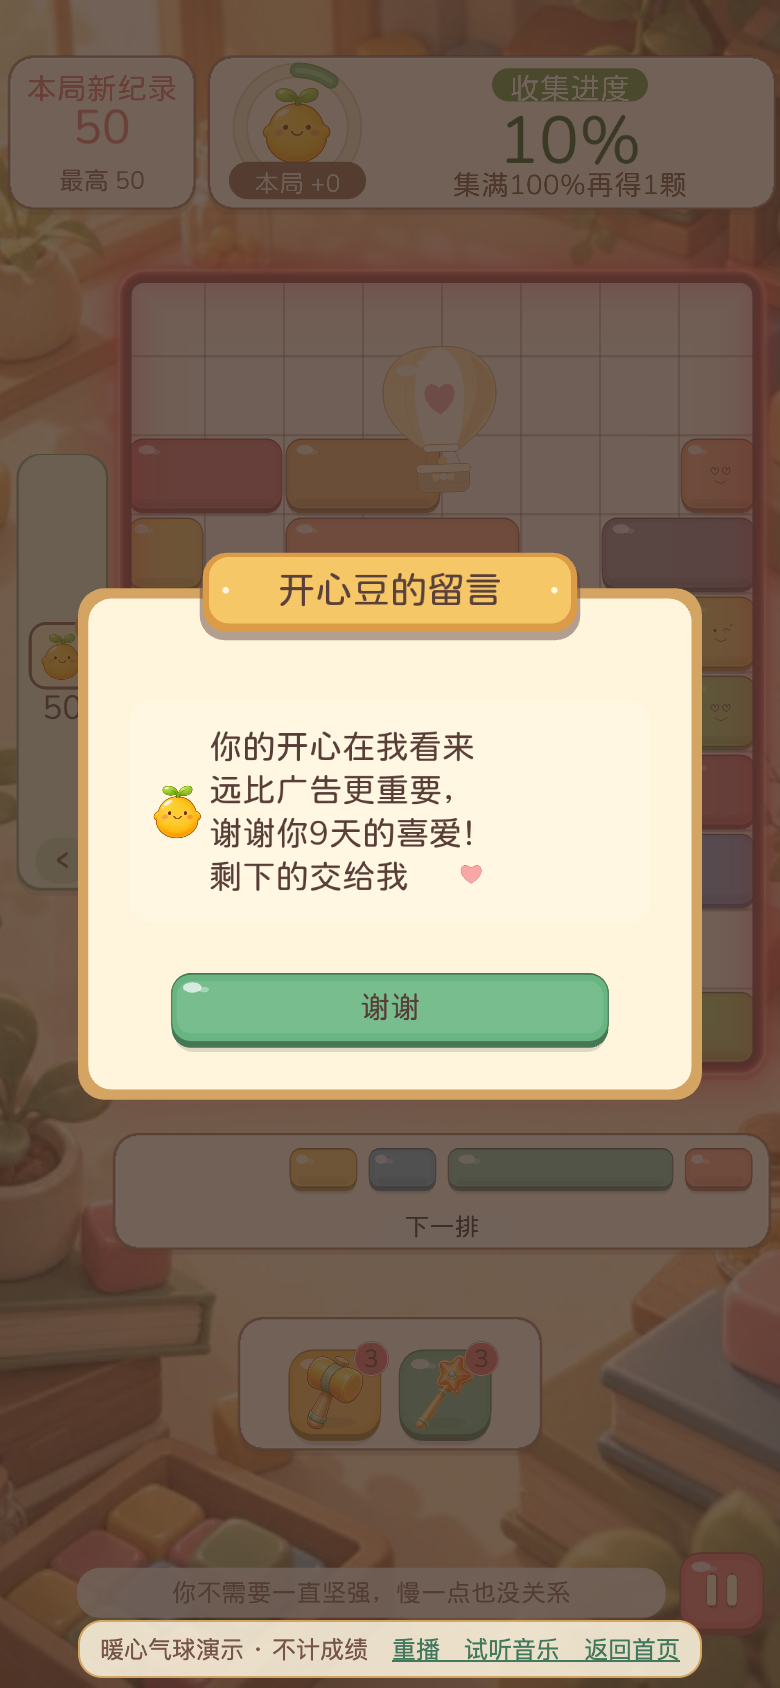 本局新纪录
50
最高 50
本局 +0
收集进度
10%
集满100%再得1颗
50
<
开心豆的留言
你的开心在我看来
远比广告更重要，
谢谢你9天的喜爱！
剩下的交给我
谢谢
下一排
3
3
你不需要一直坚强，慢一点也没关系
暖心气球演示 · 不计成绩 重播 试听音乐 返回首页